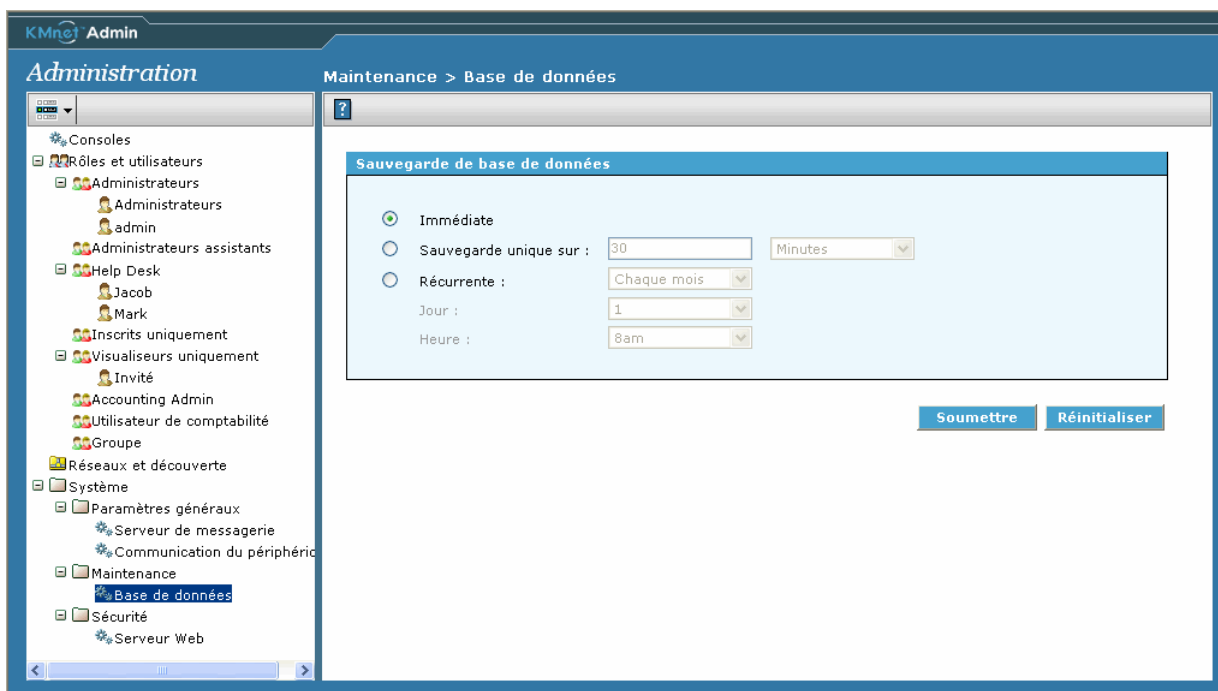 KMnet Admin
Administration
Maintenance > Base de données
?
Consoles
Rôles et utilisateurs
Administrateurs
Administrateurs
admin
Administrateurs assistants
Help Desk
Jacob
Mark
Inscrits uniquement
Visualiseurs uniquement
Invité
Accounting Admin
Utilisateur de comptabilité
Groupe
Réseaux et découverte
Système
Paramètres généraux
Serveur de messagerie
Communication du périphéric
Maintenance
Base de données
Sécurité
Serveur Web
Sauvegarde de base de données
Immédiate
Sauvegarde unique sur : 30 Minutes
Récurrente : Chaque mois
Jour : 1
Heure : 8am
Soumettre Réinitialiser